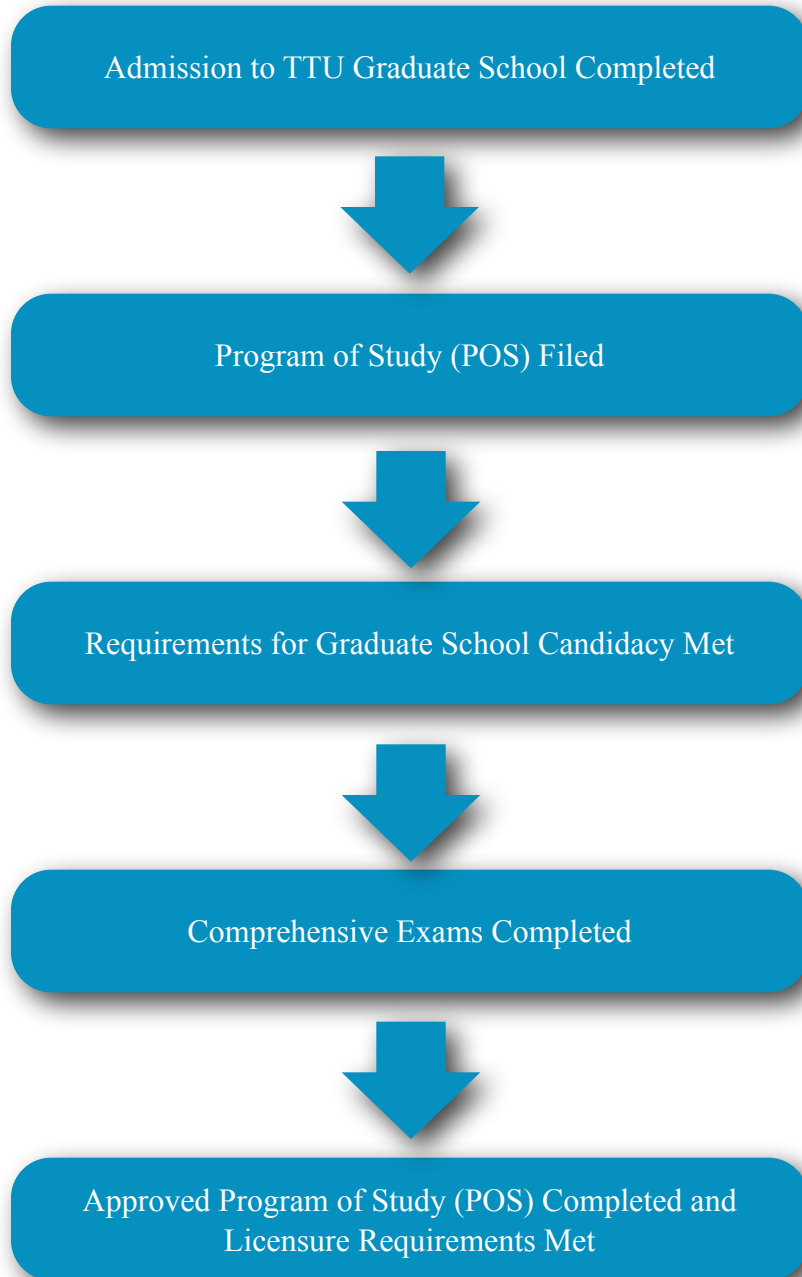 Admission to TTU Graduate School Completed
Program of Study (POS) Filed
Requirements for Graduate School Candidacy Met
Comprehensive Exams Completed
Approved Program of Study (POS) Completed and
Licensure Requirements Met